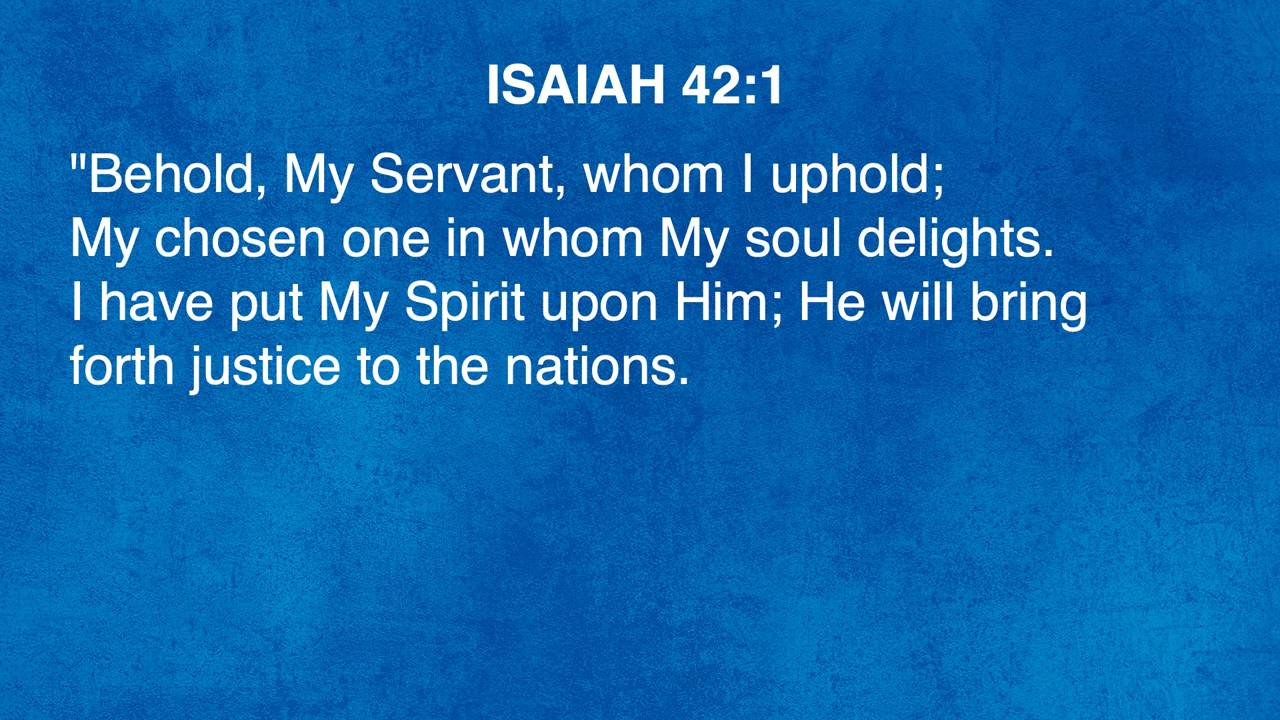 ISAIAH 42:1
"Behold, My Servant, whom I uphold;
My chosen one in whom My soul delights.
I have put My Spirit upon Him; He will bring
forth justice to the nations.